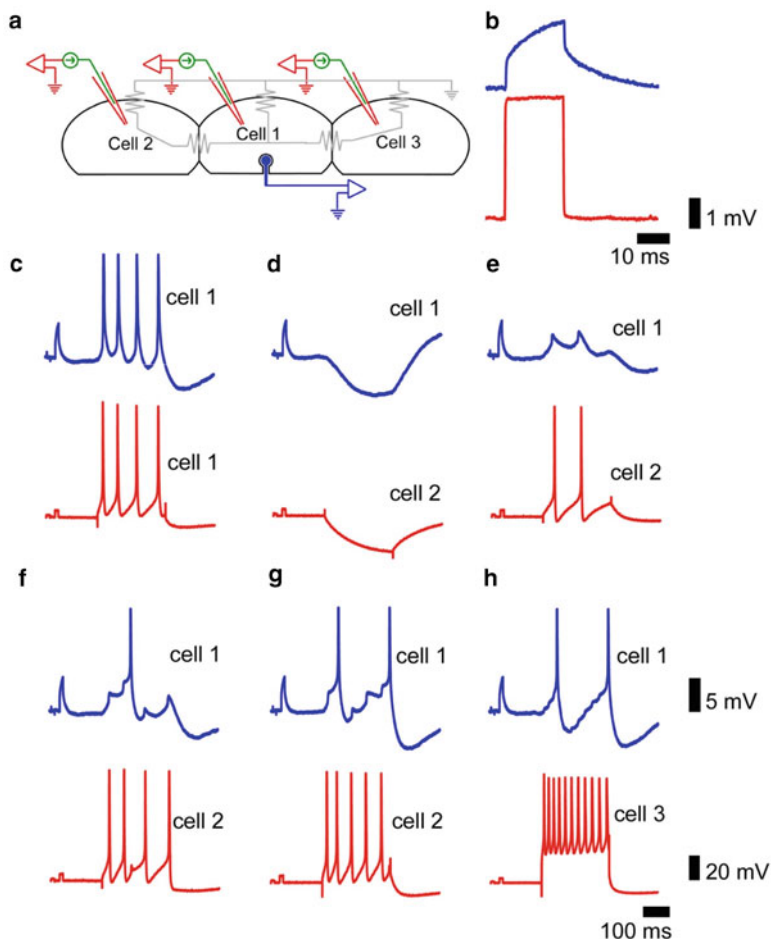 a
b
Cell 2
Cell 1
Cell 3
1 mV
10 ms
c
d
e
cell 1
cell 1
cell 1
cell 1
cell 2
cell 2
f
g
h
cell 1
cell 1
cell 1
5 mV
cell 2
cell 2
cell 3
20 mV
100 ms